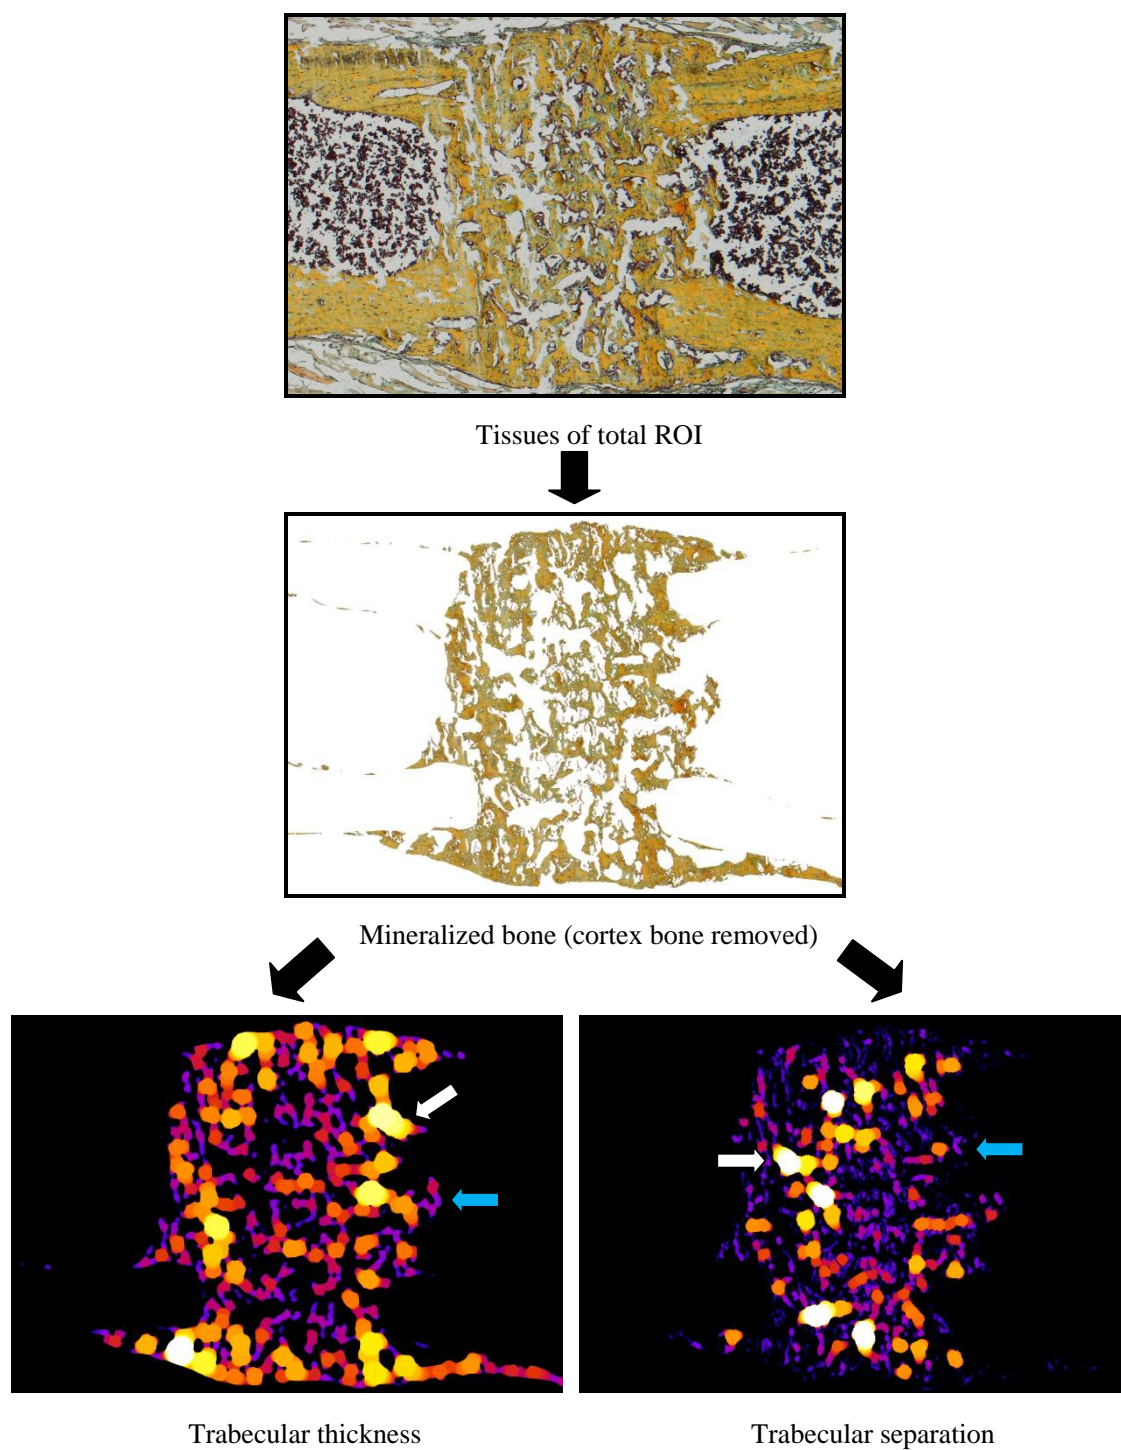 Tissues of total ROI
Mineralized bone (cortex bone removed)
Trabecular thickness
Trabecular separation